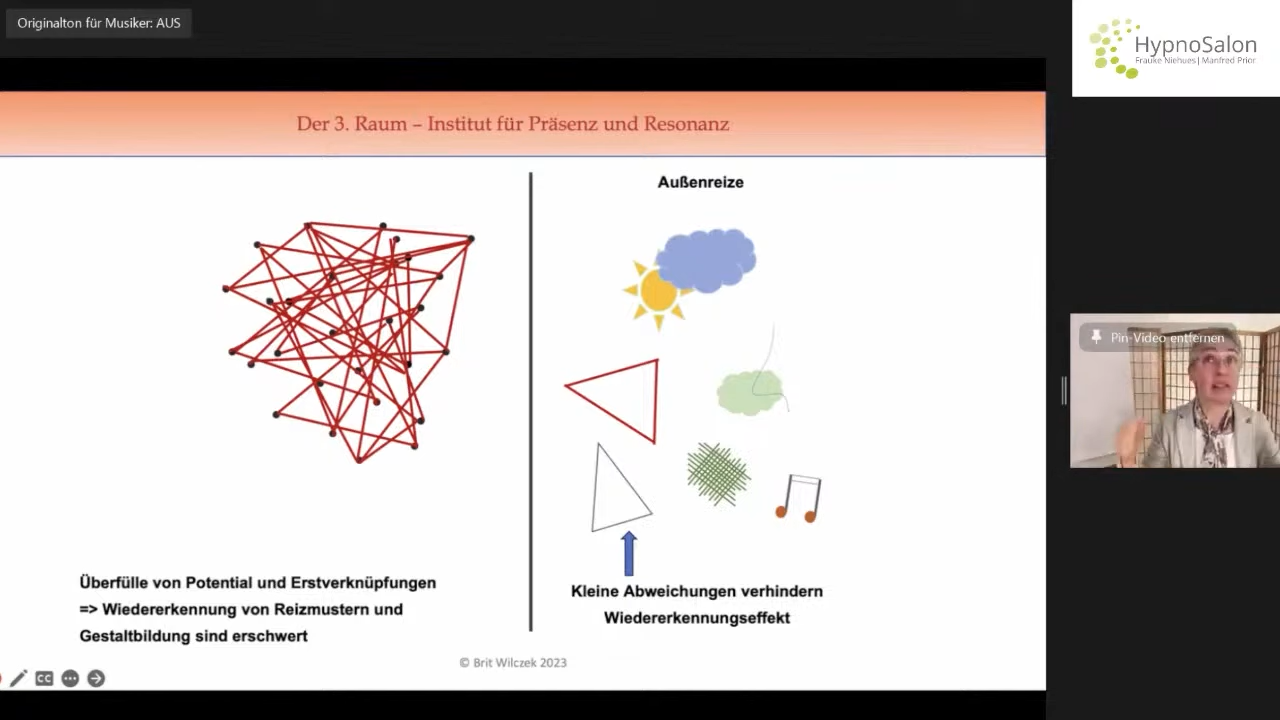 Originalton für Musiker: AUS
HypnoSalon
Frauke Niehues | Manfred Prior
Der 3. Raum – Institut für Präsenz und Resonanz
Außenreize
Pin-Video entfernen
Überfülle von Potential und Erstverknüpfungen
=> Wiedererkennung von Reizmustern und
Gestaltbildung sind erschwert
Kleine Abweichungen verhindern
Wiedererkennungseffekt
© Brit Wilczek 2023
CC